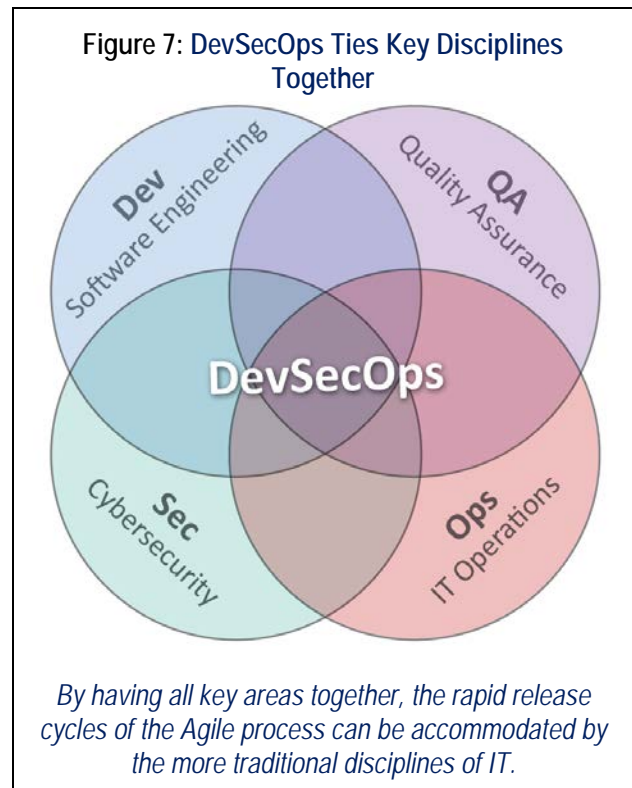 Figure 7: DevSecOps Ties Key Disciplines
Together
Dev
Software Engineering
QA
Quality Assurance
DevSecOps
Sec
Cybersecurity
Ops
IT Operations
By having all key areas together, the rapid release
cycles of the Agile process can be accommodated by
the more traditional disciplines of IT.